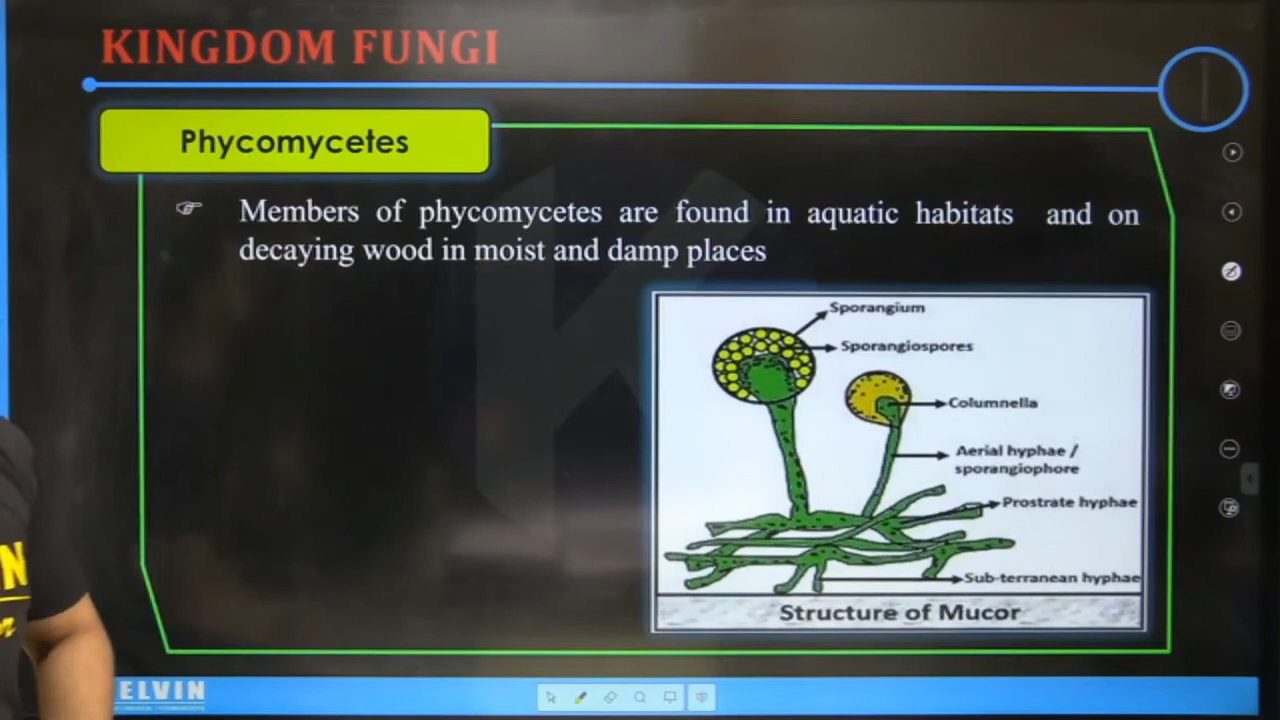 KINGDOM FUNGI
Phycomycetes
Members of phycomycetes are found in aquatic habitats and on
decaying wood in moist and damp places
Sporangium
Sporangiospores
Columnella
Aerial hyphae /
sporangiophore
Prostrate hyphae
Sub-terranean hyphae
Structure of Mucor
N
ELVIN